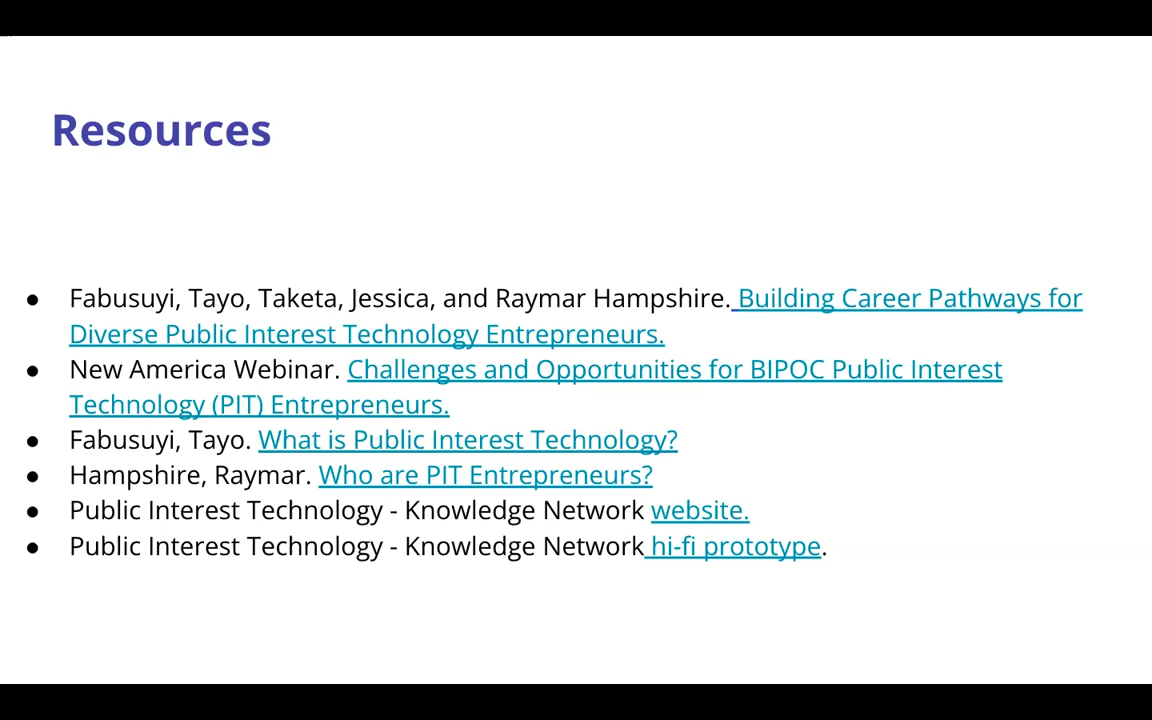 Resources
● Fabusuyi, Tayo, Taketa, Jessica, and Raymar Hampshire. Building Career Pathways for
Diverse Public Interest Technology Entrepreneurs.
● New America Webinar. Challenges and Opportunities for BIPOC Public Interest
Technology (PIT) Entrepreneurs.
● Fabusuyi, Tayo. What is Public Interest Technology?
● Hampshire, Raymar. Who are PIT Entrepreneurs?
● Public Interest Technology - Knowledge Network website.
● Public Interest Technology - Knowledge Network hi-fi prototype.